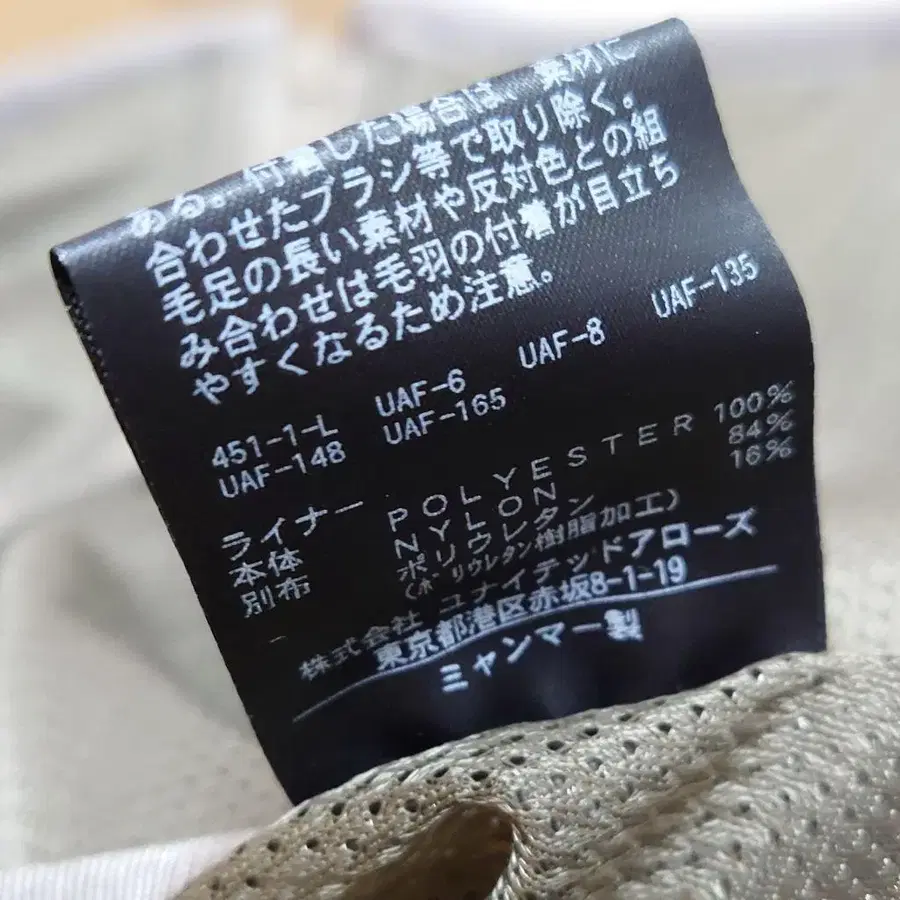 ある。付着した場合は、素材に
合わせたブラシ等で取り除く。
毛足の長い素材や反対色との組
み合わせは毛羽の付着が目立ち
やすくなるため注意。
451-1-L UAF-6 UAF-8 UAF-135
UAF-148 UAF-165
ライナー POLYESTER 100%
本体 NYLON 84%
別布 ポリウレタン 16%
(ポリウレタン樹脂加工)
株式会社 ユナイテッドアローズ
東京都港区赤坂8-1-19
ミャンマー製